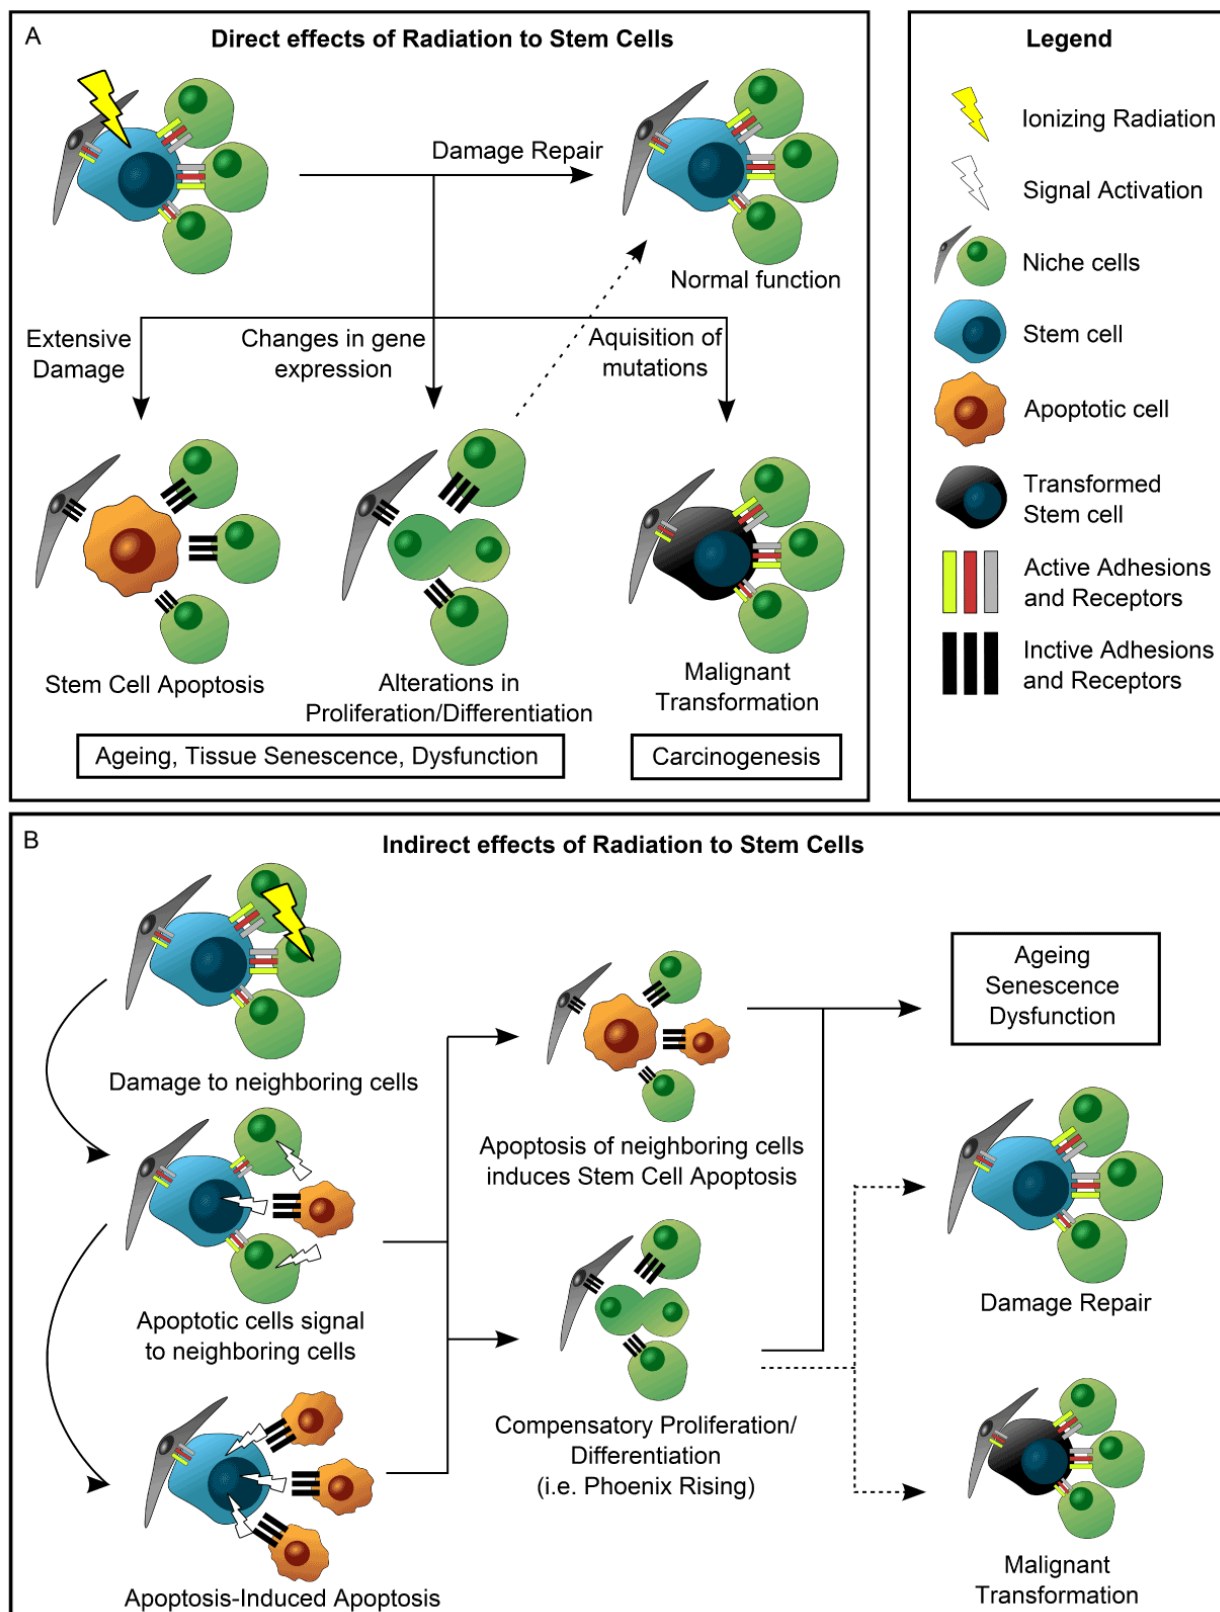 A
Direct effects of Radiation to Stem Cells
Damage Repair
Normal function
Extensive
Damage
Changes in gene
expression
Aquisition of
mutations
Stem Cell Apoptosis
Alterations in
Proliferation/Differentiation
Malignant
Transformation
Ageing, Tissue Senescence, Dysfunction
Carcinogenesis
Legend
Ionizing Radiation
Signal Activation
Niche cells
Stem cell
Apoptotic cell
Transformed
Stem cell
Active Adhesions
and Receptors
Inctive Adhesions
and Receptors
B
Indirect effects of Radiation to Stem Cells
Damage to neighboring cells
Apoptotic cells signal
to neighboring cells
Apoptosis-Induced Apoptosis
Apoptosis of neighboring cells
induces Stem Cell Apoptosis
Compensatory Proliferation/
Differentiation
(i.e. Phoenix Rising)
Ageing
Senescence
Dysfunction
Damage Repair
Malignant
Transformation